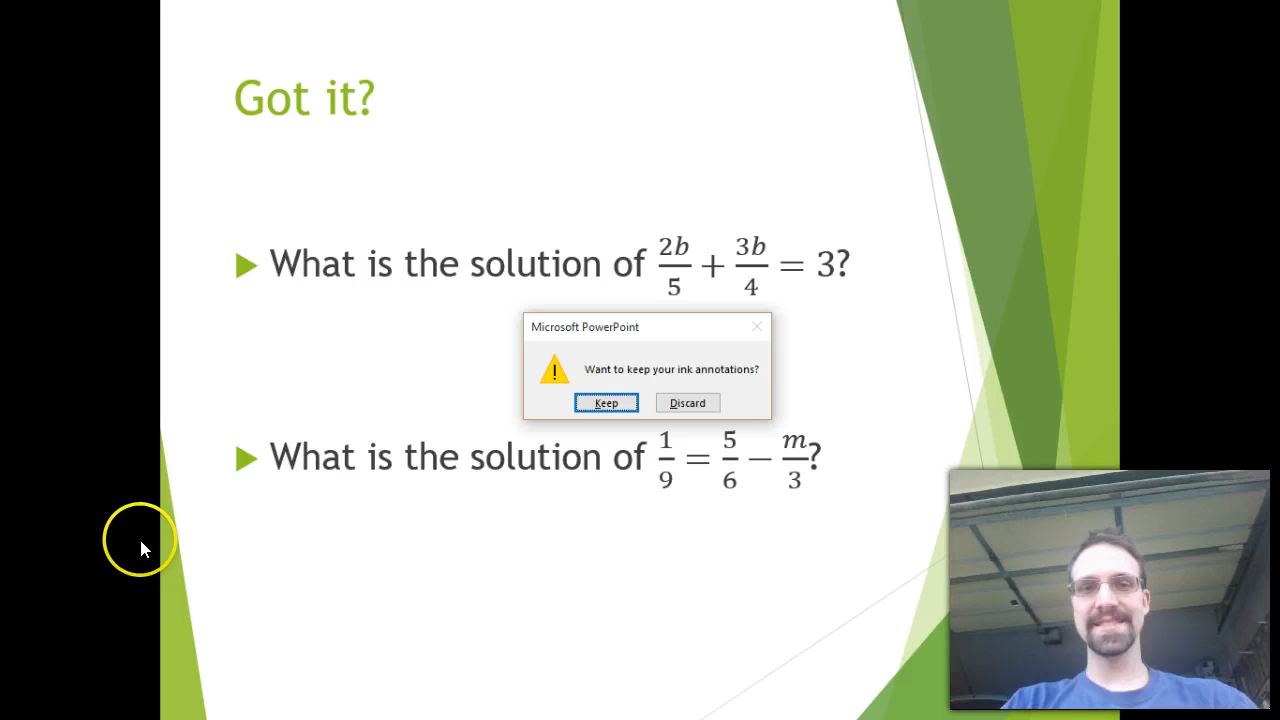 Got it?
What is the solution of 2b/5 + 3b/4 = 3?
Microsoft PowerPoint
Want to keep your ink annotations?
Keep Discard
What is the solution of 1/9 = 5/6 − m/3?